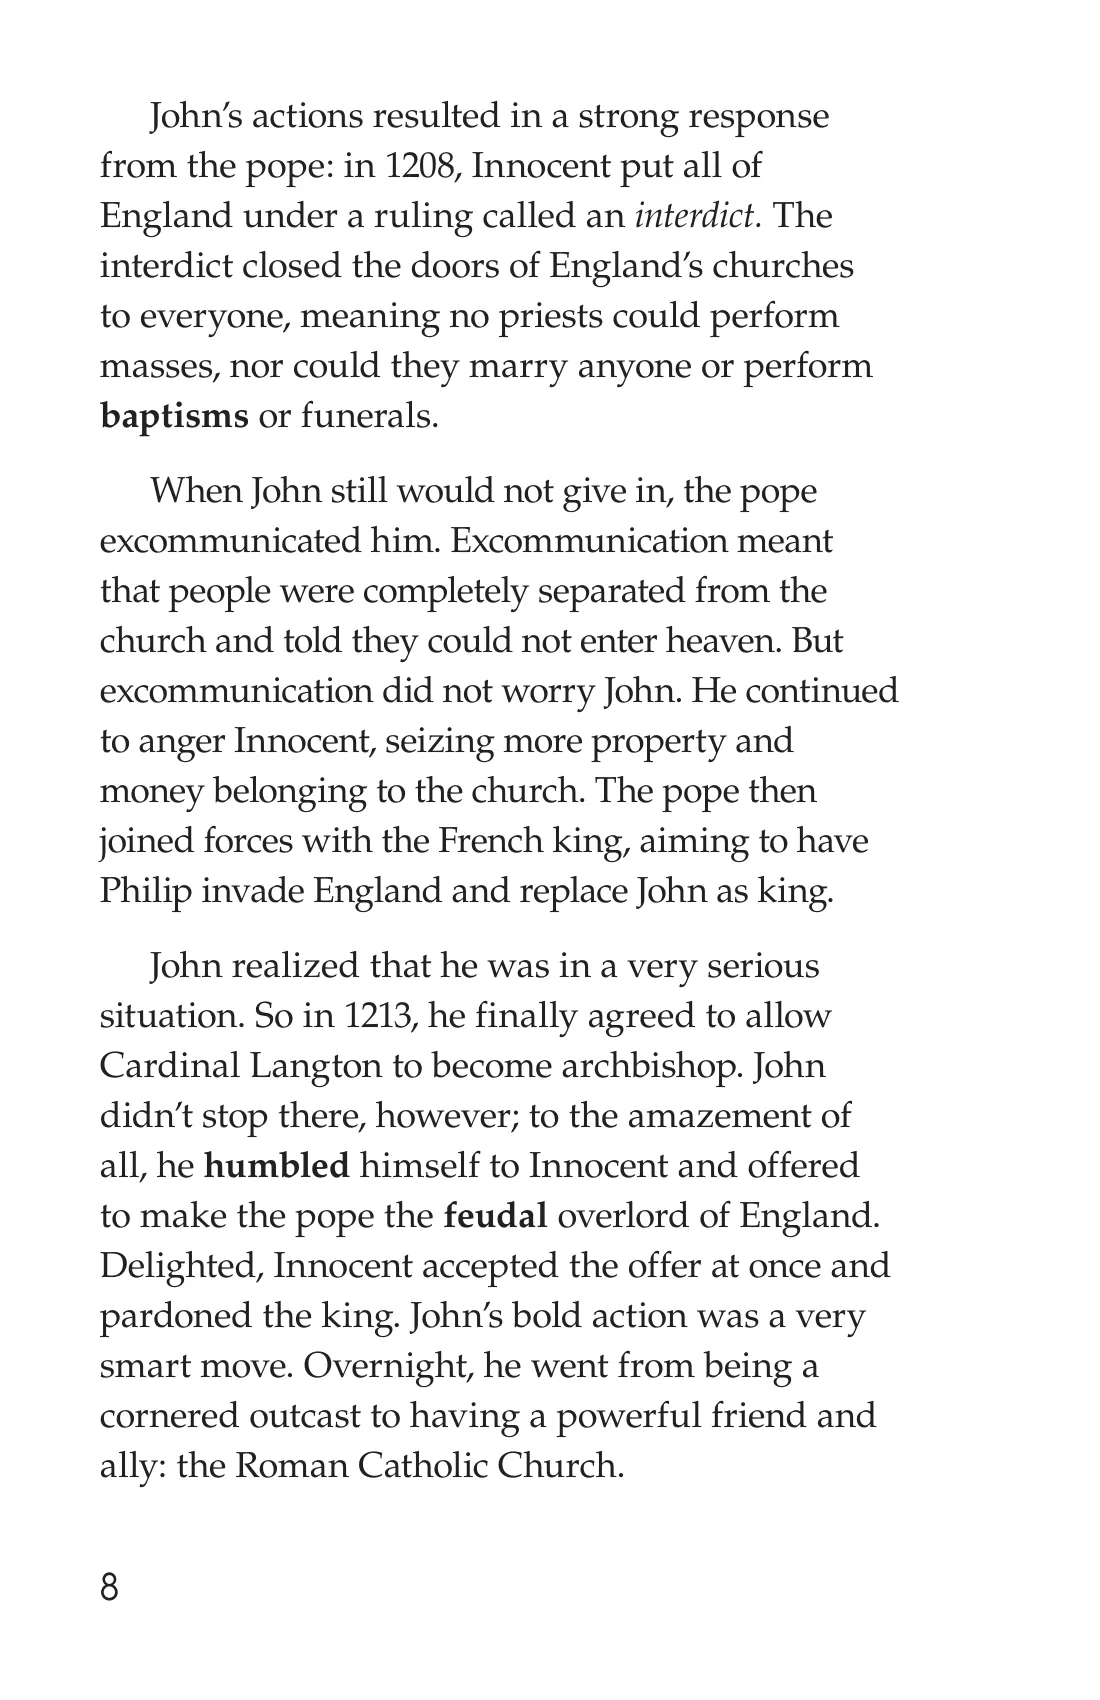 John’s actions resulted in a strong response
from the pope: in 1208, Innocent put all of
England under a ruling called an interdict. The
interdict closed the doors of England’s churches
to everyone, meaning no priests could perform
masses, nor could they marry anyone or perform
baptisms or funerals.
When John still would not give in, the pope
excommunicated him. Excommunication meant
that people were completely separated from the
church and told they could not enter heaven. But
excommunication did not worry John. He continued
to anger Innocent, seizing more property and
money belonging to the church. The pope then
joined forces with the French king, aiming to have
Philip invade England and replace John as king.
John realized that he was in a very serious
situation. So in 1213, he finally agreed to allow
Cardinal Langton to become archbishop. John
didn’t stop there, however; to the amazement of
all, he humbled himself to Innocent and offered
to make the pope the feudal overlord of England.
Delighted, Innocent accepted the offer at once and
pardoned the king. John’s bold action was a very
smart move. Overnight, he went from being a
cornered outcast to having a powerful friend and
ally: the Roman Catholic Church.
8